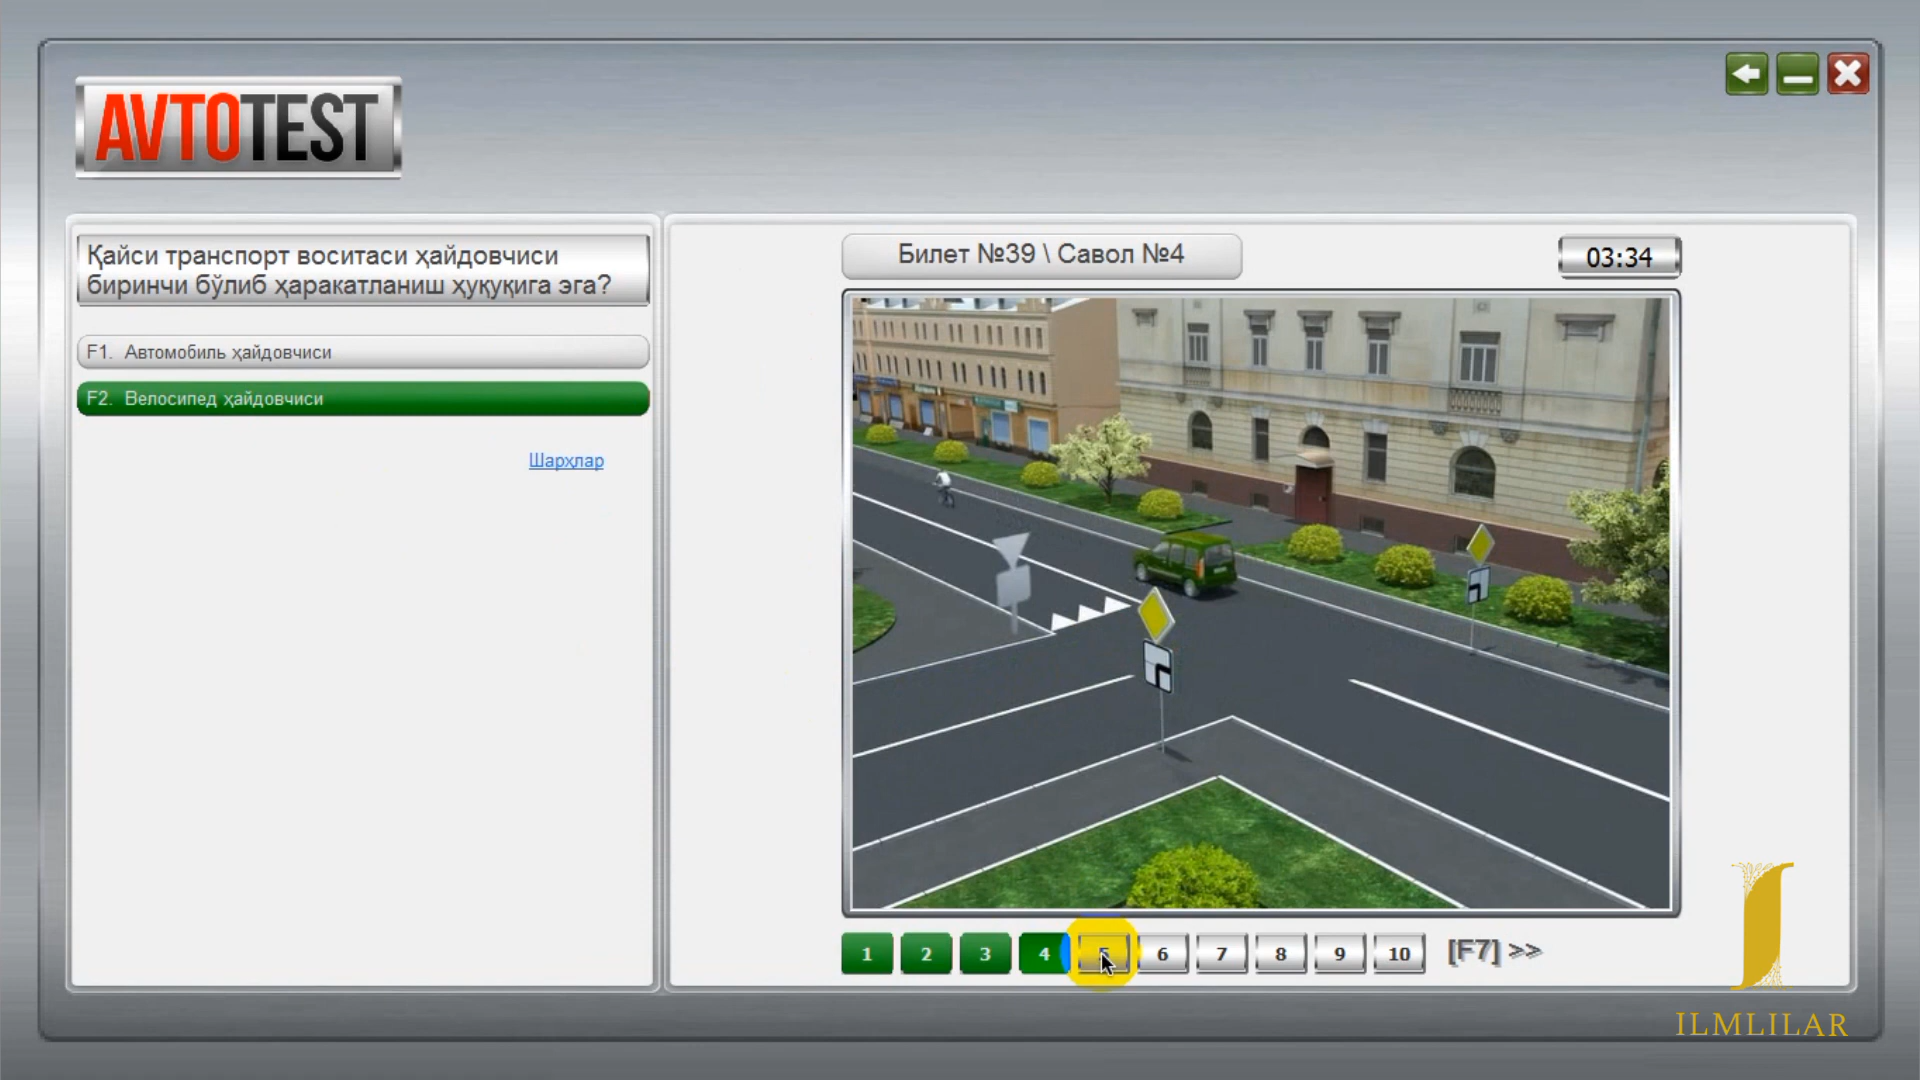 AVTOTEST
Қайси транспорт воситаси ҳайдовчиси
биринчи бўлиб ҳаракатланиш ҳуқуқига эга?
F1. Автомобиль ҳайдовчиси
F2. Велосипед ҳайдовчиси
Шарҳлар
Билет №39 \ Савол №4
03:34
1 2 3 4 5 6 7 8 9 10 [F7] >>
ILMLILAR